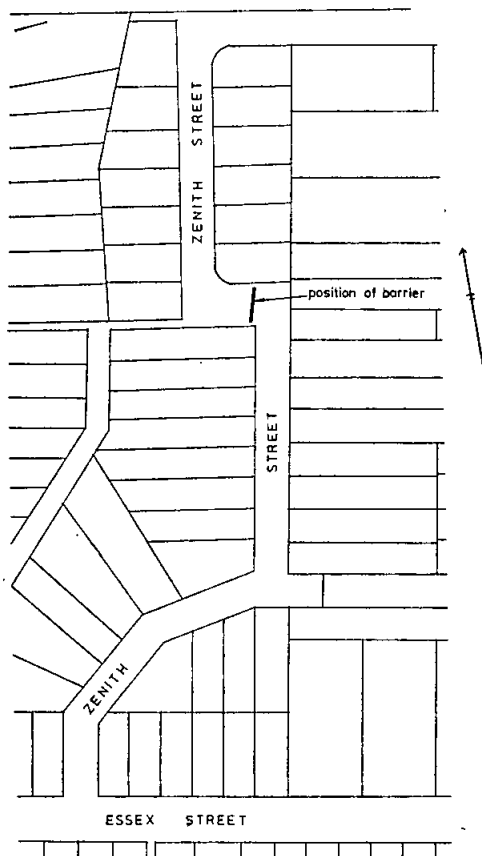 ZENITH STREET
position of barrier
STREET
ZENITH
ESSEX STREET